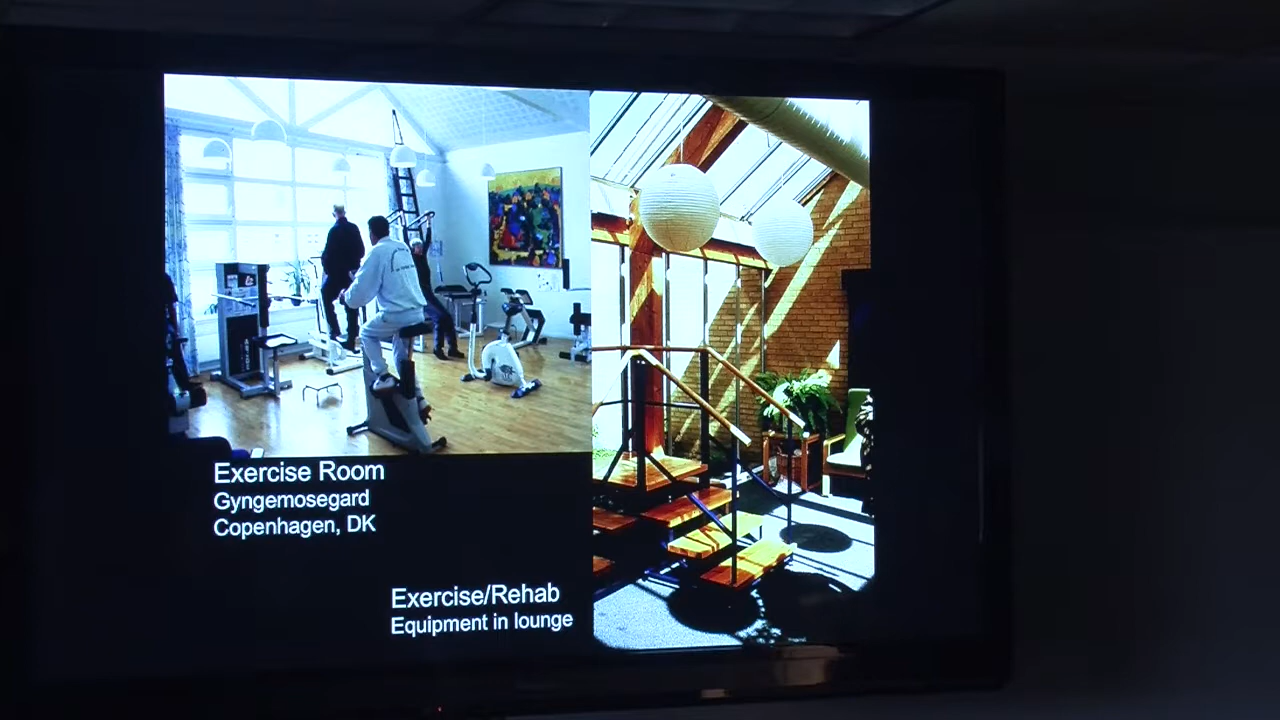 Exercise Room
Gyngemosegard
Copenhagen, DK
Exercise/Rehab
Equipment in lounge